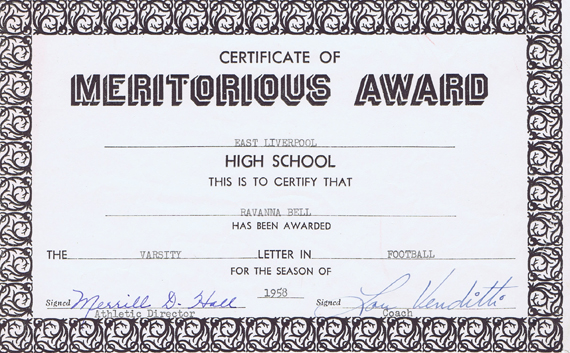 CERTIFICATE OF
MERITORIOUS AWARD
EAST LIVERPOOL
HIGH SCHOOL
THIS IS TO CERTIFY THAT
RAVANNA BELL
HAS BEEN AWARDED
THE VARSITY LETTER IN FOOTBALL
FOR THE SEASON OF
1958
Signed Merrill D. Hall Signed Lou Venditti
Athletic Director Coach